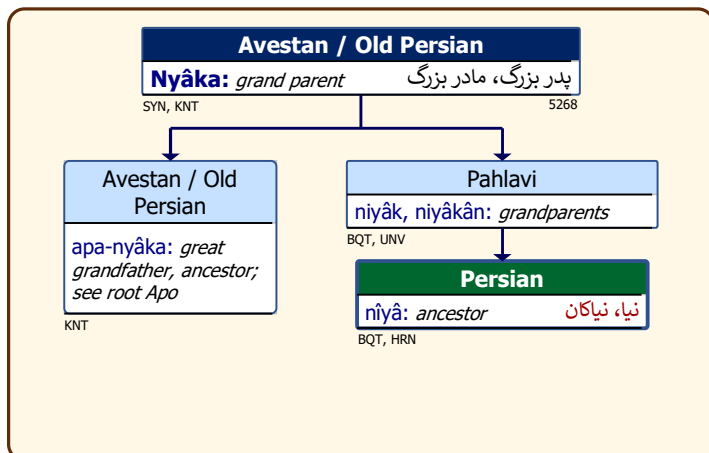 Avestan / Old Persian
Nyâka: grand parent پدر بزرگ، مادر بزرگ
SYN, KNT 5268
Avestan / Old
Persian
apa-nyâka: great
grandfather, ancestor;
see root Apo
KNT
Pahlavi
niyâk, niyâkân: grandparents
BQT, UNV
Persian
nîyâ: ancestor نیا، نیاکان
BQT, HRN